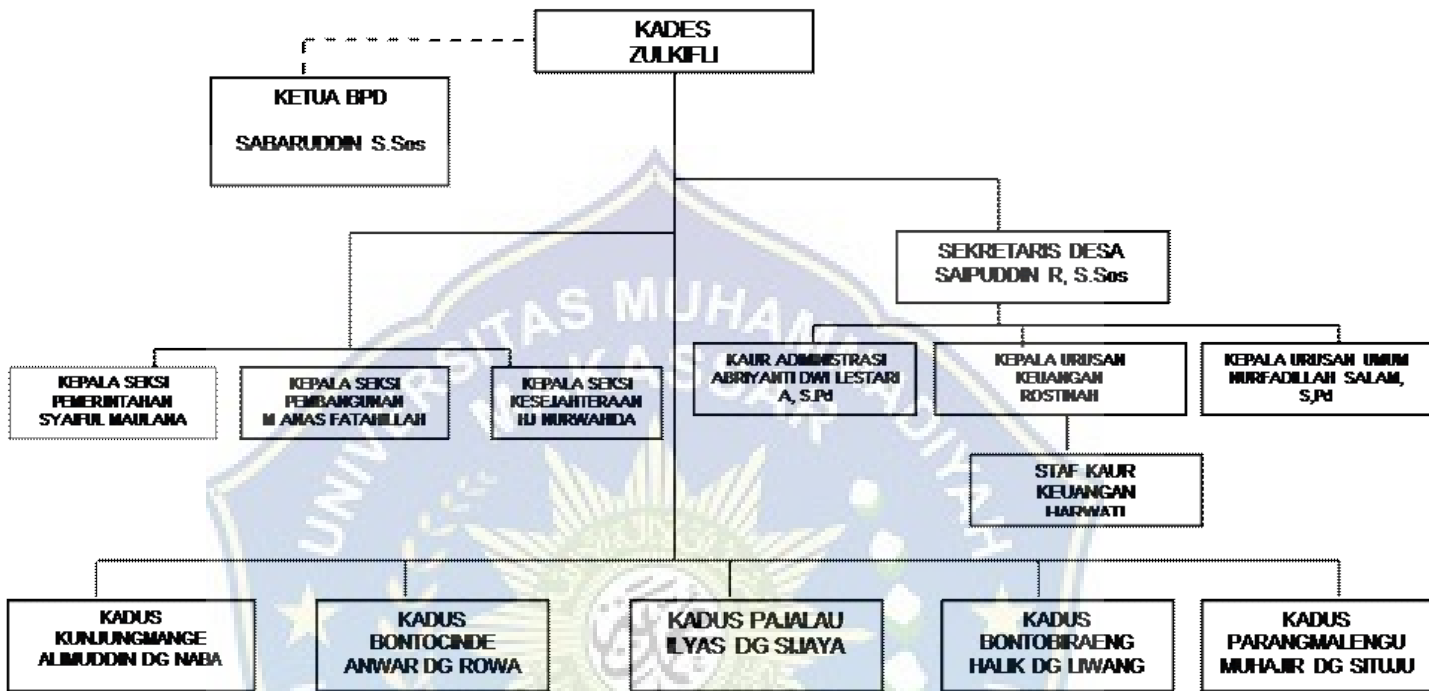 KADES
ZULKIFLI
KETUA BPD
SABARUDDIN S.Sos
SEKRETARIS DESA
SAIPUDDIN R, S.Sos
KEPALA SEKSI
PEMERINTAHAN
SYAIFUL MAULANA
KEPALA SEKSI
PEMBANGUNAN
M ANAS FATAHILLAH
KEPALA SEKSI
KESEJAHTERAAN
HJ NURWAHIDA
KAUR ADMINISTRASI
ABRIYANTI DWI LESTARI
A, S.Pd
KEPALA URUSAN
KEUANGAN
ROSTINAH
KEPALA URUSAN UMUM
NURFADILLAH SALAM,
S,Pd
STAF KAUR
KEUANGAN
HARWATI
KADUS
KUNJUNGMANGE
ALIMUDDIN DG NABA
KADUS
BONTOCINDE
ANWAR DG ROWA
KADUS PAJALAU
ILYAS DG SIJAYA
KADUS
BONTOBIRAENG
HALIK DG LIWANG
KADUS
PARANGMALENGU
MUHAJIR DG SITUJU
UNIVERSITAS MUHAMMADIYAH
MAKASSAR